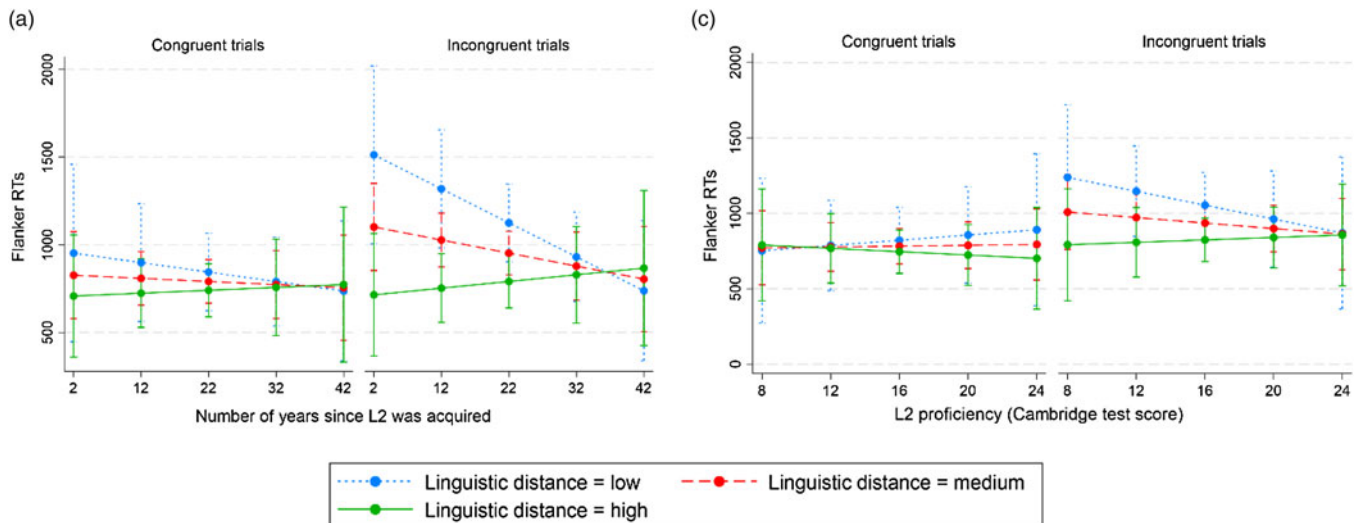 (a)
Congruent trials
Incongruent trials
Flanker RTs
2000
1500
1000
500
2 12 22 32 42
2 12 22 32 42
Number of years since L2 was acquired
(c)
Congruent trials
Incongruent trials
Flanker RTs
2000
1500
1000
500
0
8 12 16 20 24
8 12 16 20 24
L2 proficiency (Cambridge test score)
Linguistic distance = low
Linguistic distance = medium
Linguistic distance = high